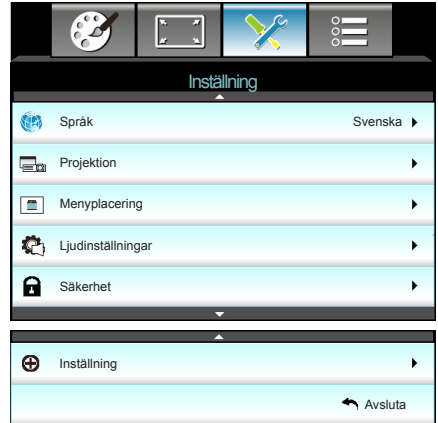 Inställning
Språk Svenska
Projektion
Menyplacering
Ljudinställningar
Säkerhet
Inställning
Avsluta